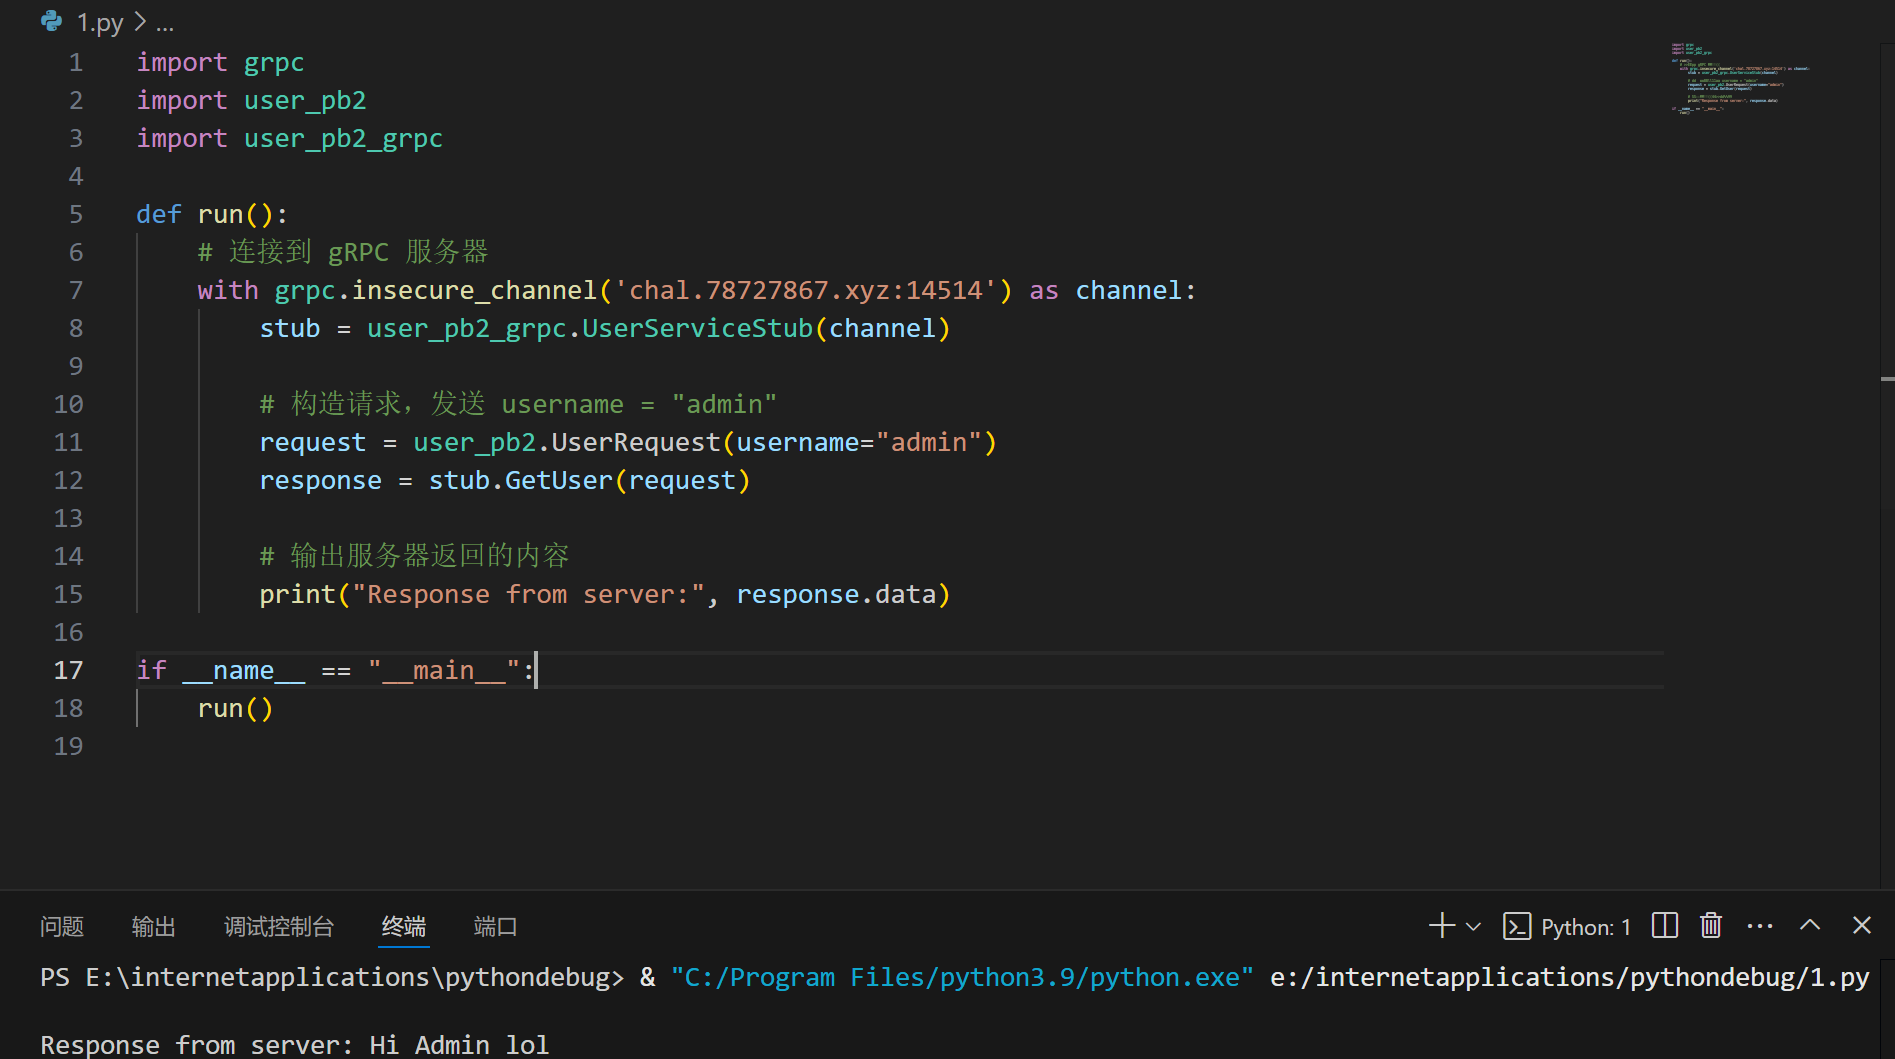 1.py > ...
1 import grpc
2 import user_pb2
3 import user_pb2_grpc
4
5 def run():
6     # 连接到 gRPC 服务器
7     with grpc.insecure_channel('chal.78727867.xyz:14514') as channel:
8         stub = user_pb2_grpc.UserServiceStub(channel)
9
10         # 构造请求，发送 username = "admin"
11         request = user_pb2.UserRequest(username="admin")
12         response = stub.GetUser(request)
13
14         # 输出服务器返回的内容
15         print("Response from server:", response.data)
16
17 if __name__ == "__main__":
18     run()
19
问题 输出 调试控制台 终端 端口 Python: 1 ...
PS E:\internetapplications\pythondebug> & "C:/Program Files/python3.9/python.exe" e:/internetapplications/pythondebug/1.py
Response from server: Hi Admin lol